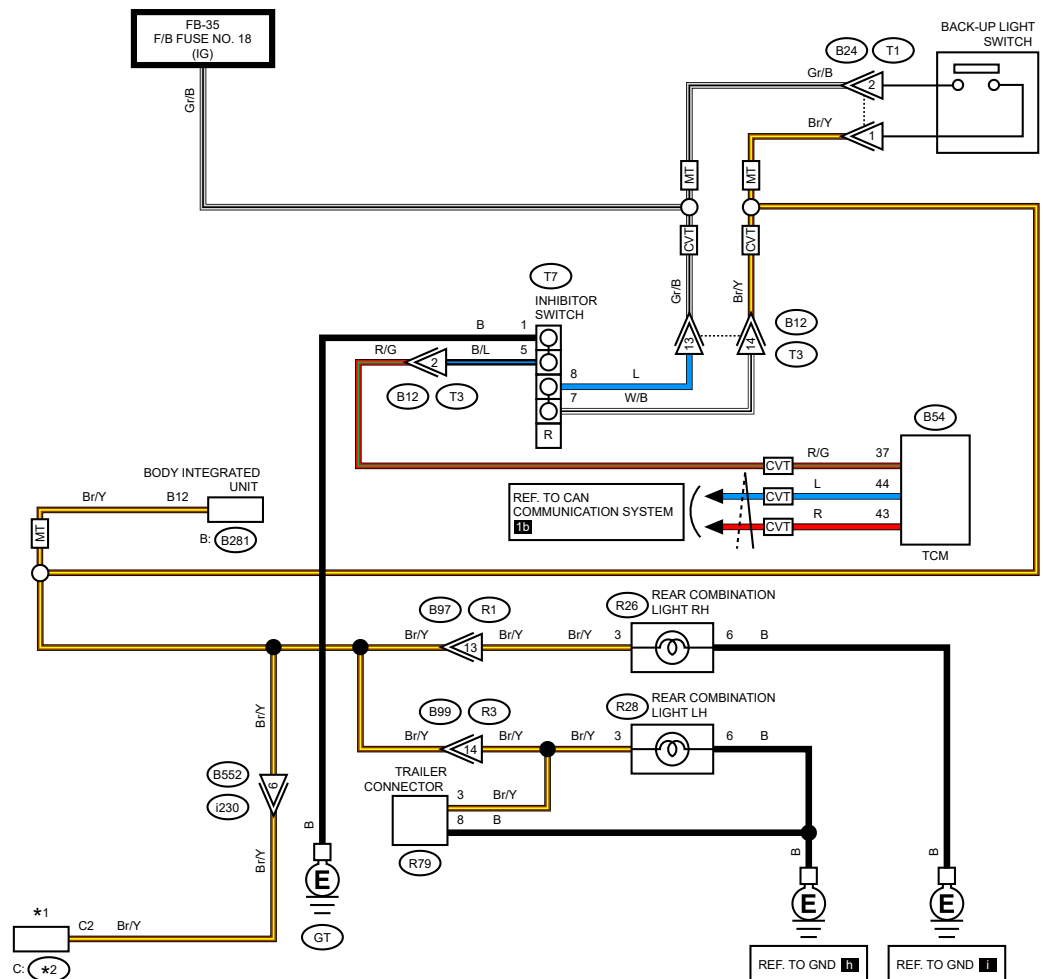 FB-35
F/B FUSE NO. 18
(IG)
BACK-UP LIGHT
SWITCH
B24
T1
Gr/B
2
Br/Y
1
Gr/B
MT
MT
CVT
CVT
T7
INHIBITOR
SWITCH
Gr/B
Br/Y
B12
T3
13
14
B
1
R/G
2
B/L
5
8
L
7
W/B
R
B12
T3
B54
BODY INTEGRATED
UNIT
Br/Y
B12
B:
B281
MT
REF. TO CAN
COMMUNICATION SYSTEM
1b
CVT
R/G
37
CVT
L
44
CVT
R
43
TCM
B97
R1
R26
REAR COMBINATION
LIGHT RH
Br/Y
13
Br/Y
Br/Y
3
6
B
B99
R3
R28
REAR COMBINATION
LIGHT LH
Br/Y
14
Br/Y
Br/Y
3
6
B
Br/Y
TRAILER
CONNECTOR
3
Br/Y
8
B
R79
B552
i230
6
Br/Y
B
E
GT
B
E
B
E
*1
C2
Br/Y
C:
*2
REF. TO GND h
REF. TO GND i